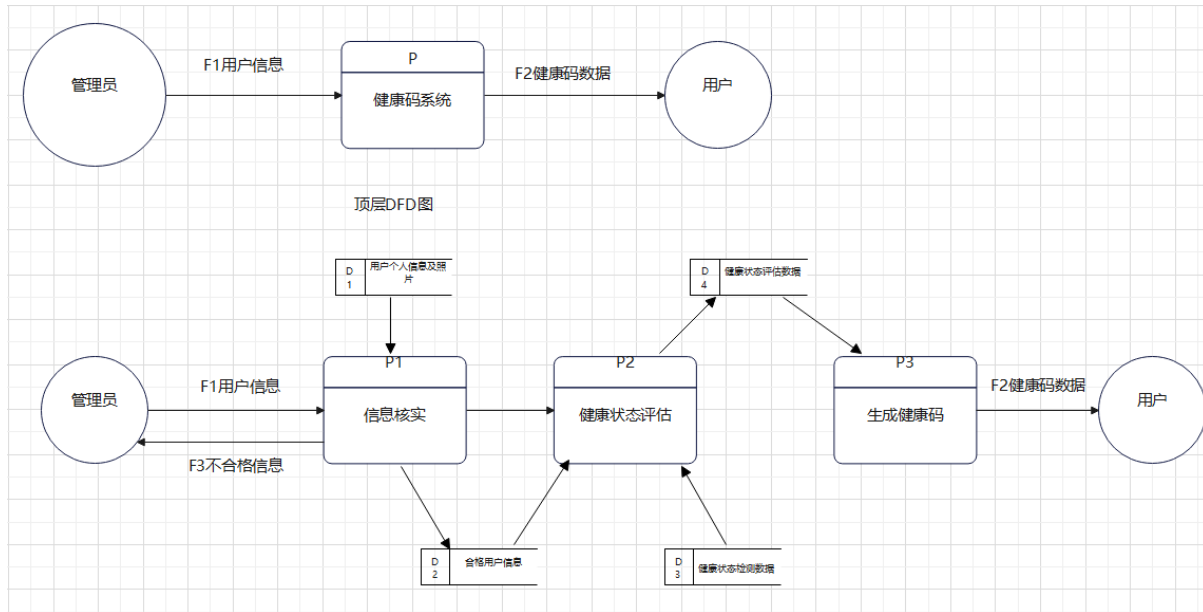 管理员
F1用户信息
P
健康码系统
F2健康码数据
用户
顶层DFD图
D
1
用户个人信息及照
片
D
4
健康状态评估数据
管理员
F1用户信息
F3不合格信息
P1
信息核实
P2
健康状态评估
P3
生成健康码
F2健康码数据
用户
D
2
合格用户信息
D
3
健康状态检测数据